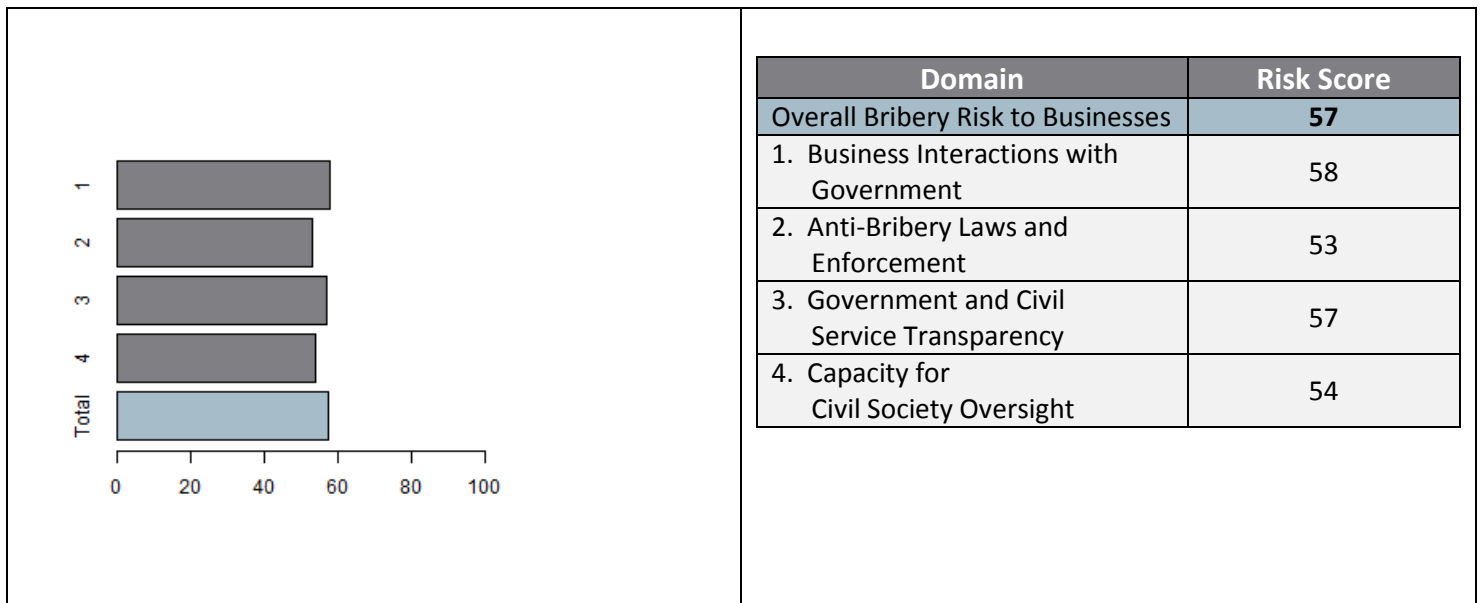 1
2
3
4
Total
0 20 40 60 80 100
Domain Risk Score
Overall Bribery Risk to Businesses 57
1. Business Interactions with
Government 58
2. Anti-Bribery Laws and
Enforcement 53
3. Government and Civil
Service Transparency 57
4. Capacity for
Civil Society Oversight 54